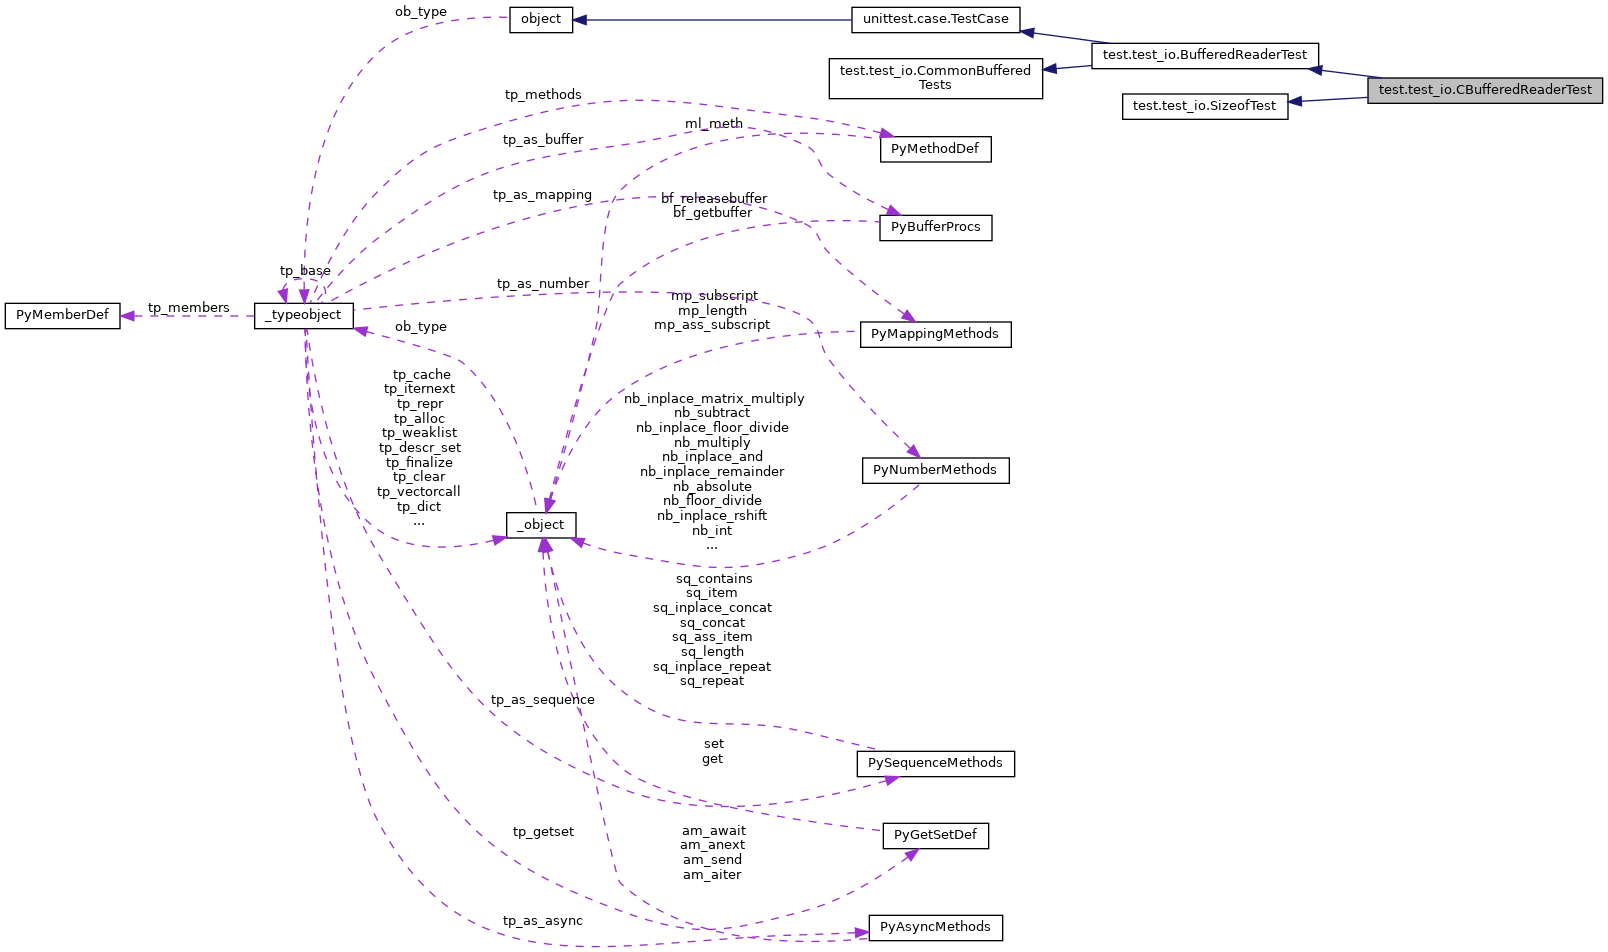 ob_type
object
unittest.case.TestCase
test.test_io.BufferedReaderTest
test.test_io.CommonBuffered
Tests
test.test_io.CBufferedReaderTest
test.test_io.SizeofTest
tp_methods
ml_meth
tp_as_buffer
PyMethodDef
tp_as_mapping
bf_releasebuffer
bf_getbuffer
PyBufferProcs
tp_base
tp_as_number
mp_subscript
mp_length
mp_ass_subscript
PyMemberDef
tp_members
_typeobject
ob_type
PyMappingMethods
tp_cache
tp_iternext
tp_repr
tp_alloc
tp_weaklist
tp_descr_set
tp_finalize
tp_clear
tp_vectorcall
tp_dict
...
nb_inplace_matrix_multiply
nb_subtract
nb_inplace_floor_divide
nb_multiply
nb_inplace_and
nb_inplace_remainder
nb_absolute
nb_floor_divide
nb_inplace_rshift
nb_int
...
PyNumberMethods
_object
sq_contains
sq_item
sq_inplace_concat
sq_concat
sq_ass_item
sq_length
sq_inplace_repeat
sq_repeat
tp_as_sequence
set
get
PySequenceMethods
tp_getset
am_await
am_anext
am_send
am_aiter
PyGetSetDef
tp_as_async
PyAsyncMethods